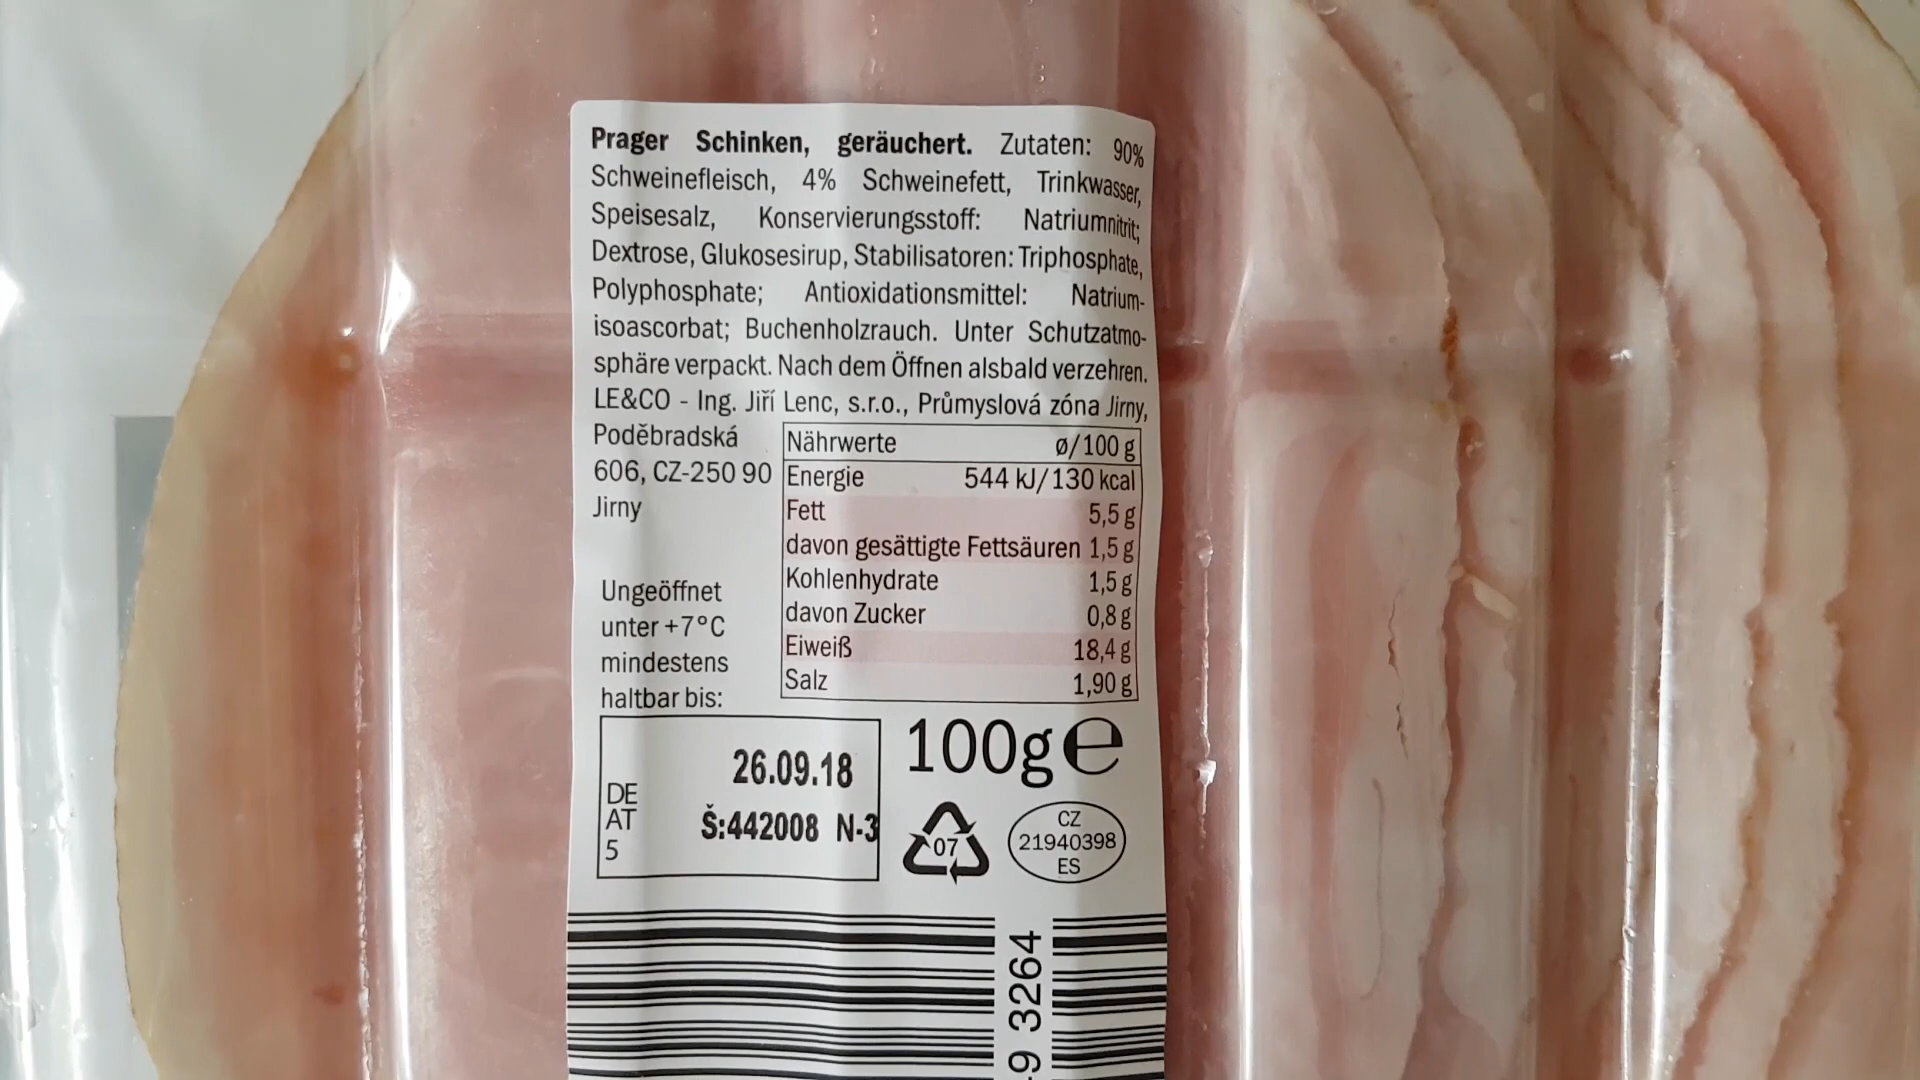 Prager Schinken, geräuchert. Zutaten: 90%
Schweinefleisch, 4% Schweinefett, Trinkwasser,
Speisesalz, Konservierungsstoff: Natriumnitrit;
Dextrose, Glukosesirup, Stabilisatoren: Triphosphate,
Polyphosphate; Antioxidationsmittel: Natrium-
isoascorbat; Buchenholzrauch. Unter Schutzatmo-
sphäre verpackt. Nach dem Öffnen alsbald verzehren.
LE&CO - Ing. Jiří Lenc, s.r.o., Průmyslová zóna Jirny,
Poděbradská
606, CZ-250 90
Jirny
Nährwerte ø/100 g
Energie 544 kJ/130 kcal
Fett 5,5 g
davon gesättigte Fettsäuren 1,5 g
Kohlenhydrate 1,5 g
davon Zucker 0,8 g
Eiweiß 18,4 g
Salz 1,90 g
Ungeöffnet
unter +7°C
mindestens
haltbar bis:
26.09.18
Š:442008 N-3
DE
AT
5
100g e
07
CZ
21940398
ES
9 3264